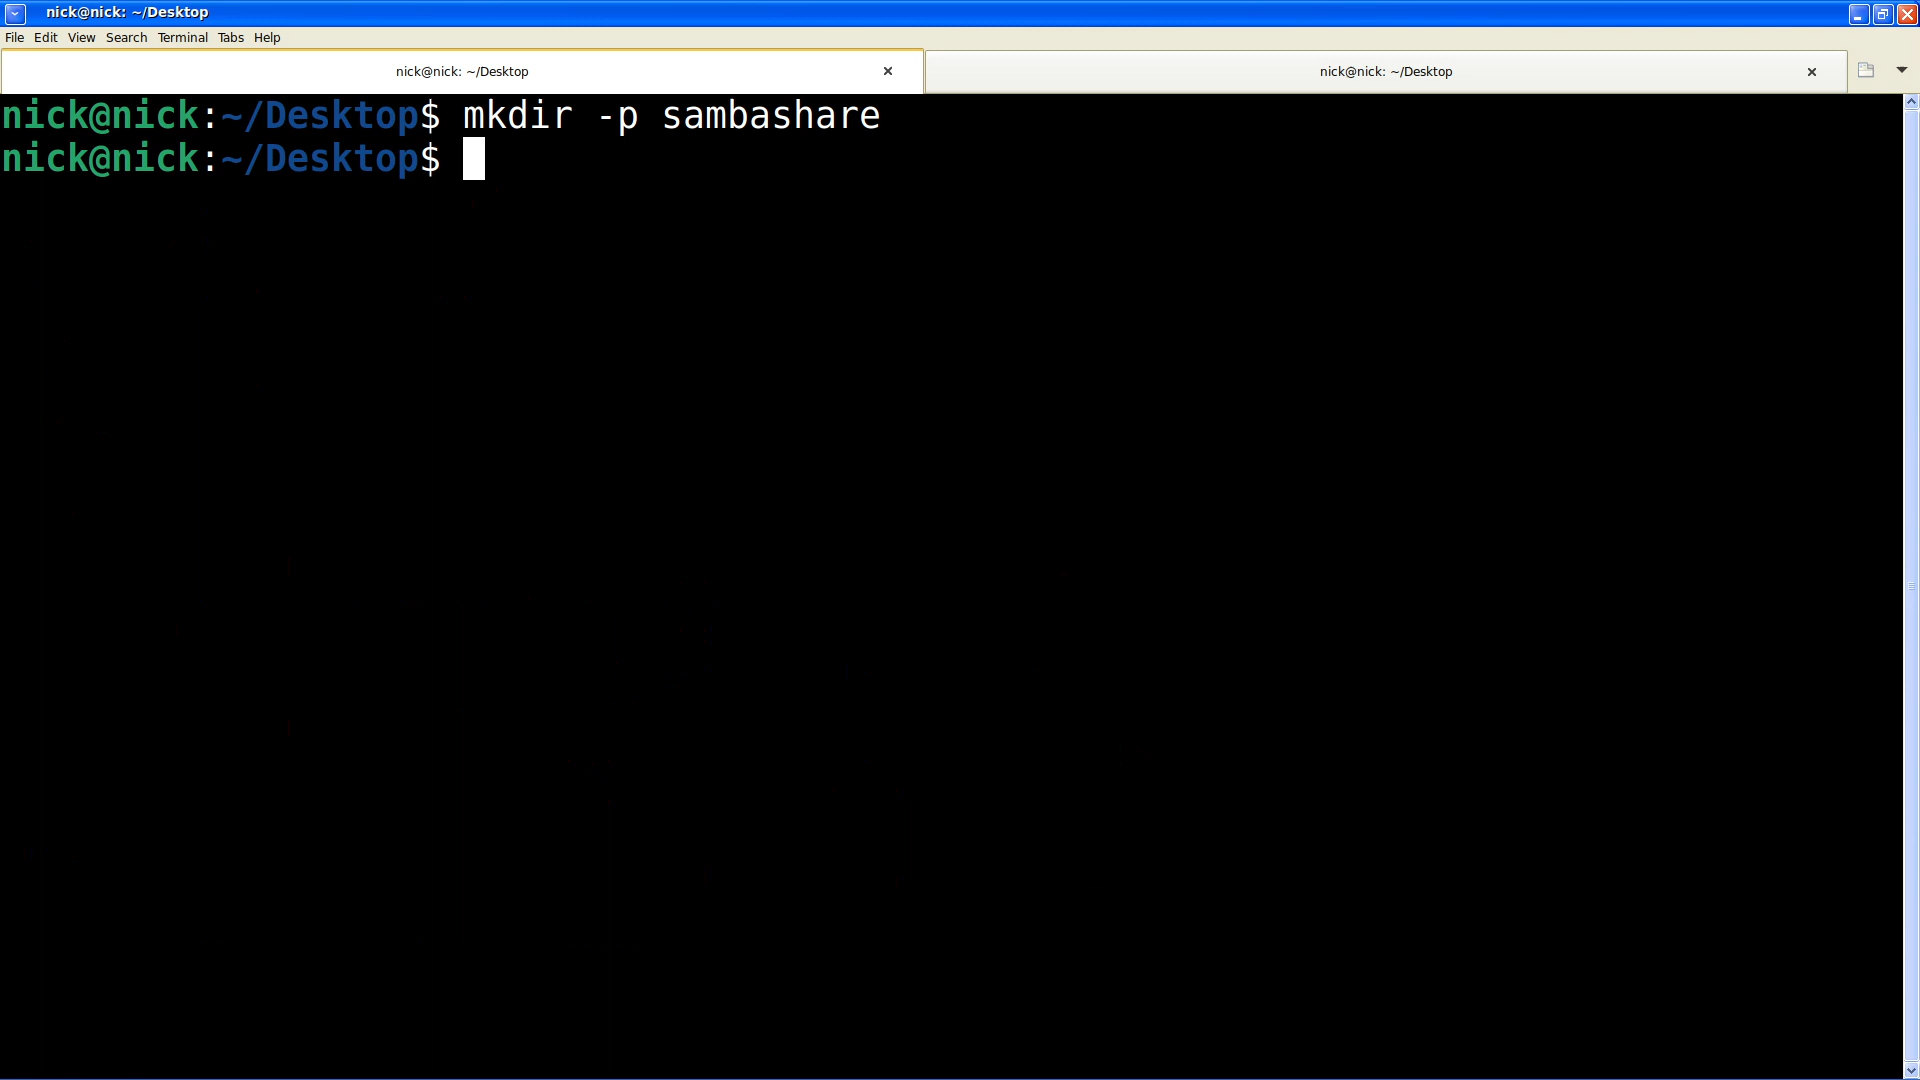 nick@nick: ~/Desktop
File Edit View Search Terminal Tabs Help
nick@nick: ~/Desktop nick@nick: ~/Desktop
nick@nick:~/Desktop$ mkdir -p sambashare
nick@nick:~/Desktop$